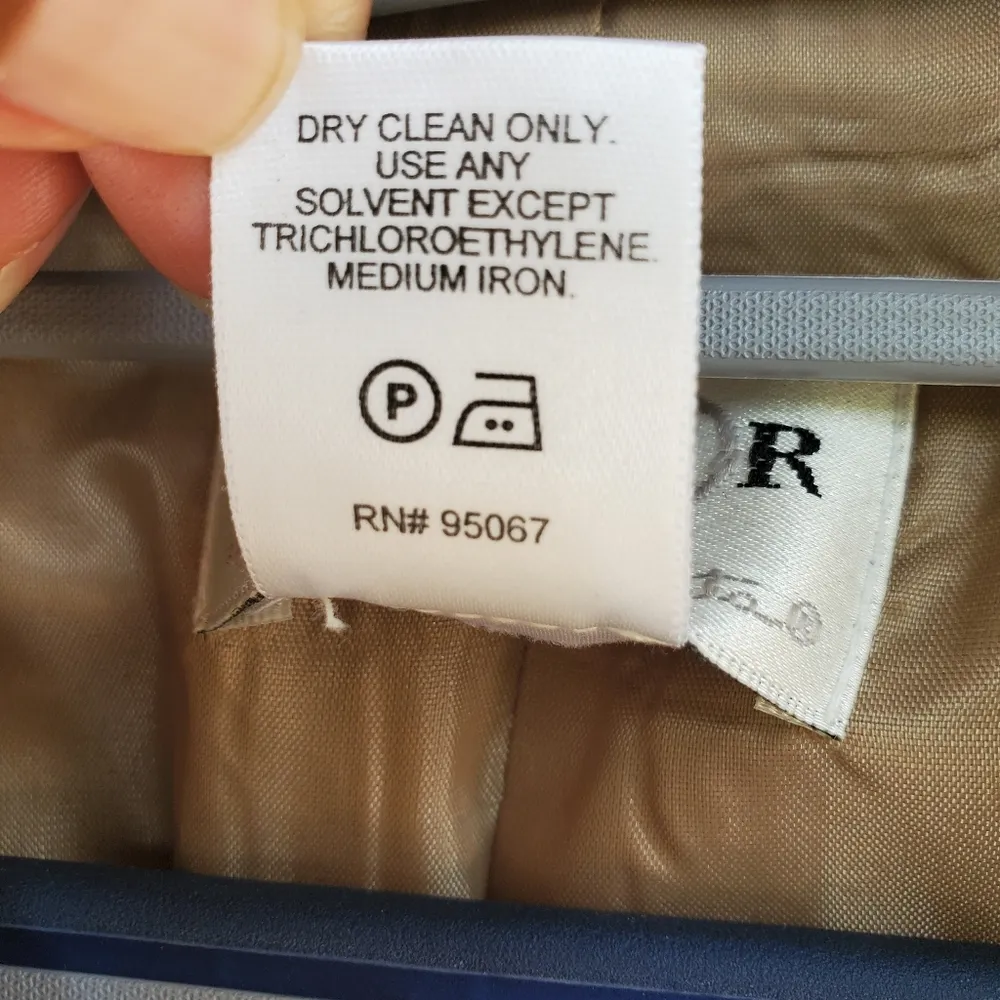 DRY CLEAN ONLY.
USE ANY
SOLVENT EXCEPT
TRICHLOROETHYLENE.
MEDIUM IRON.
P
RN# 95067
R